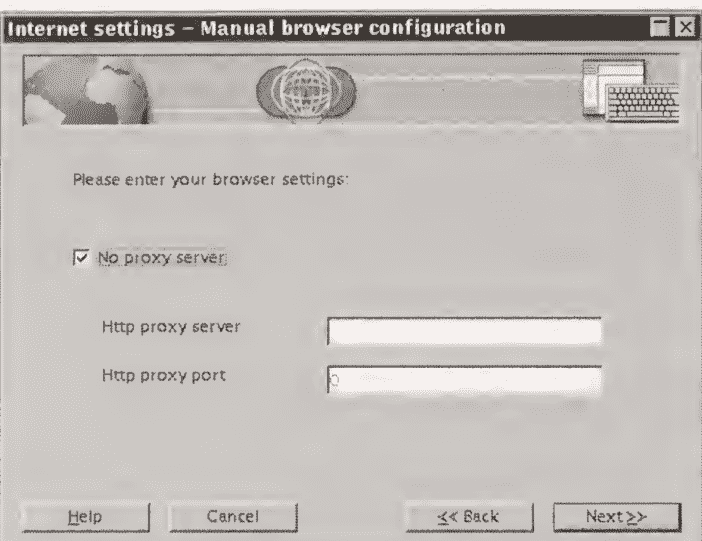 Internet settings – Manual browser configuration
Please enter your browser settings:
No proxy server
Http proxy server
Http proxy port
0
Help
Cancel
<< Back
Next >>